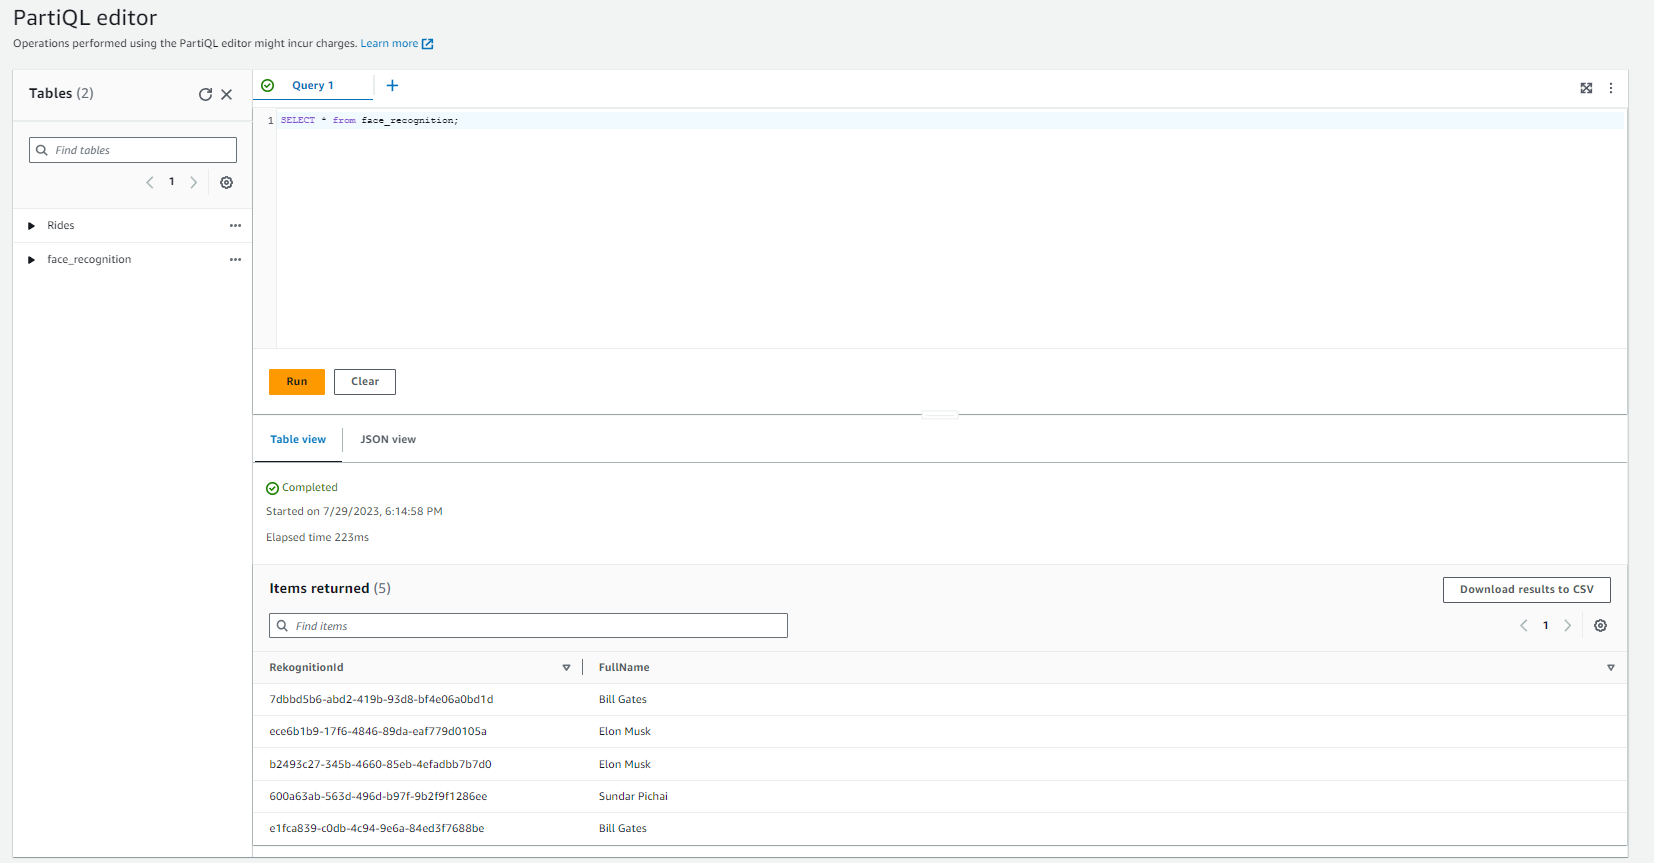 PartiQL editor
Operations performed using the PartiQL editor might incur charges. Learn more
Tables (2)
Find tables
1
Rides
face_recognition
Query 1
1 SELECT * from face_recognition;
Run Clear
Table view JSON view
Completed
Started on 7/29/2023, 6:14:58 PM
Elapsed time 223ms
Items returned (5)
Download results to CSV
Find items
1
RekognitionId FullName
7dbbd5b6-abd2-419b-93d8-bf4e06a0bd1d Bill Gates
ece6b1b9-17f6-4846-89da-eaf779d0105a Elon Musk
b2493c27-345b-4660-85eb-4efadbb7b7d0 Elon Musk
600a63ab-563d-496d-b97f-9b2f9f1286ee Sundar Pichai
e1fca839-c0db-4c94-9e6a-84ed3f7688be Bill Gates